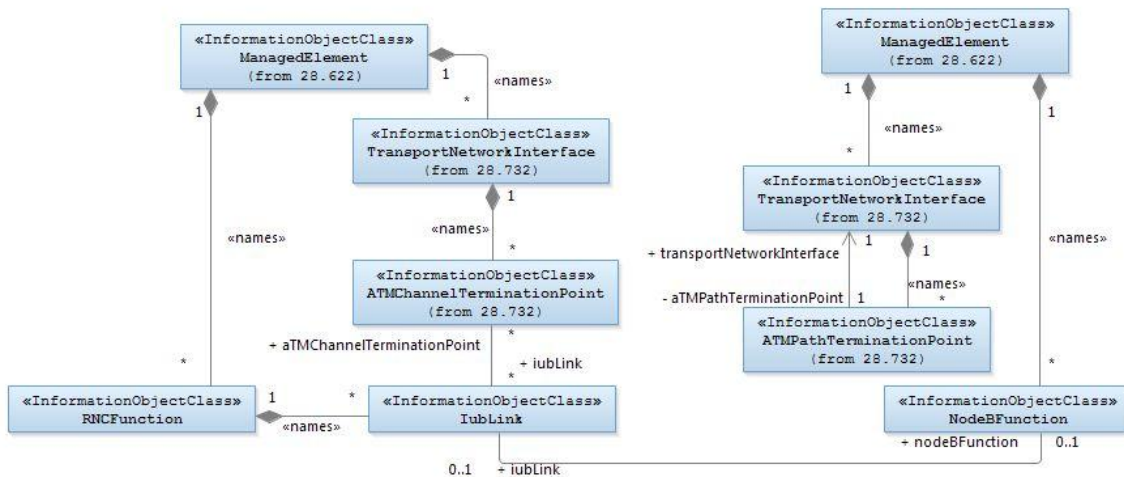 «InformationObjectClass»
ManagedElement
(from 28.622)
1
1
«names»
*
«InformationObjectClass»
TransportNetworkInterface
(from 28.732)
1
«names»
*
«names»
«InformationObjectClass»
ATMChannelTerminationPoint
(from 28.732)
*
+ aTMChannelTerminationPoint
+ iubLink
*
*
«InformationObjectClass»
RNCFunction
1
*
«names»
«InformationObjectClass»
IubLink
0..1
+ iubLink
«InformationObjectClass»
ManagedElement
(from 28.622)
1
1
«names»
*
«InformationObjectClass»
TransportNetworkInterface
(from 28.732)
+ transportNetworkInterface
1
1
«names»
«names»
- aTMPathTerminationPoint
1
*
«InformationObjectClass»
ATMPathTerminationPoint
(from 28.732)
*
«InformationObjectClass»
NodeBFunction
+ nodeBFunction
0..1